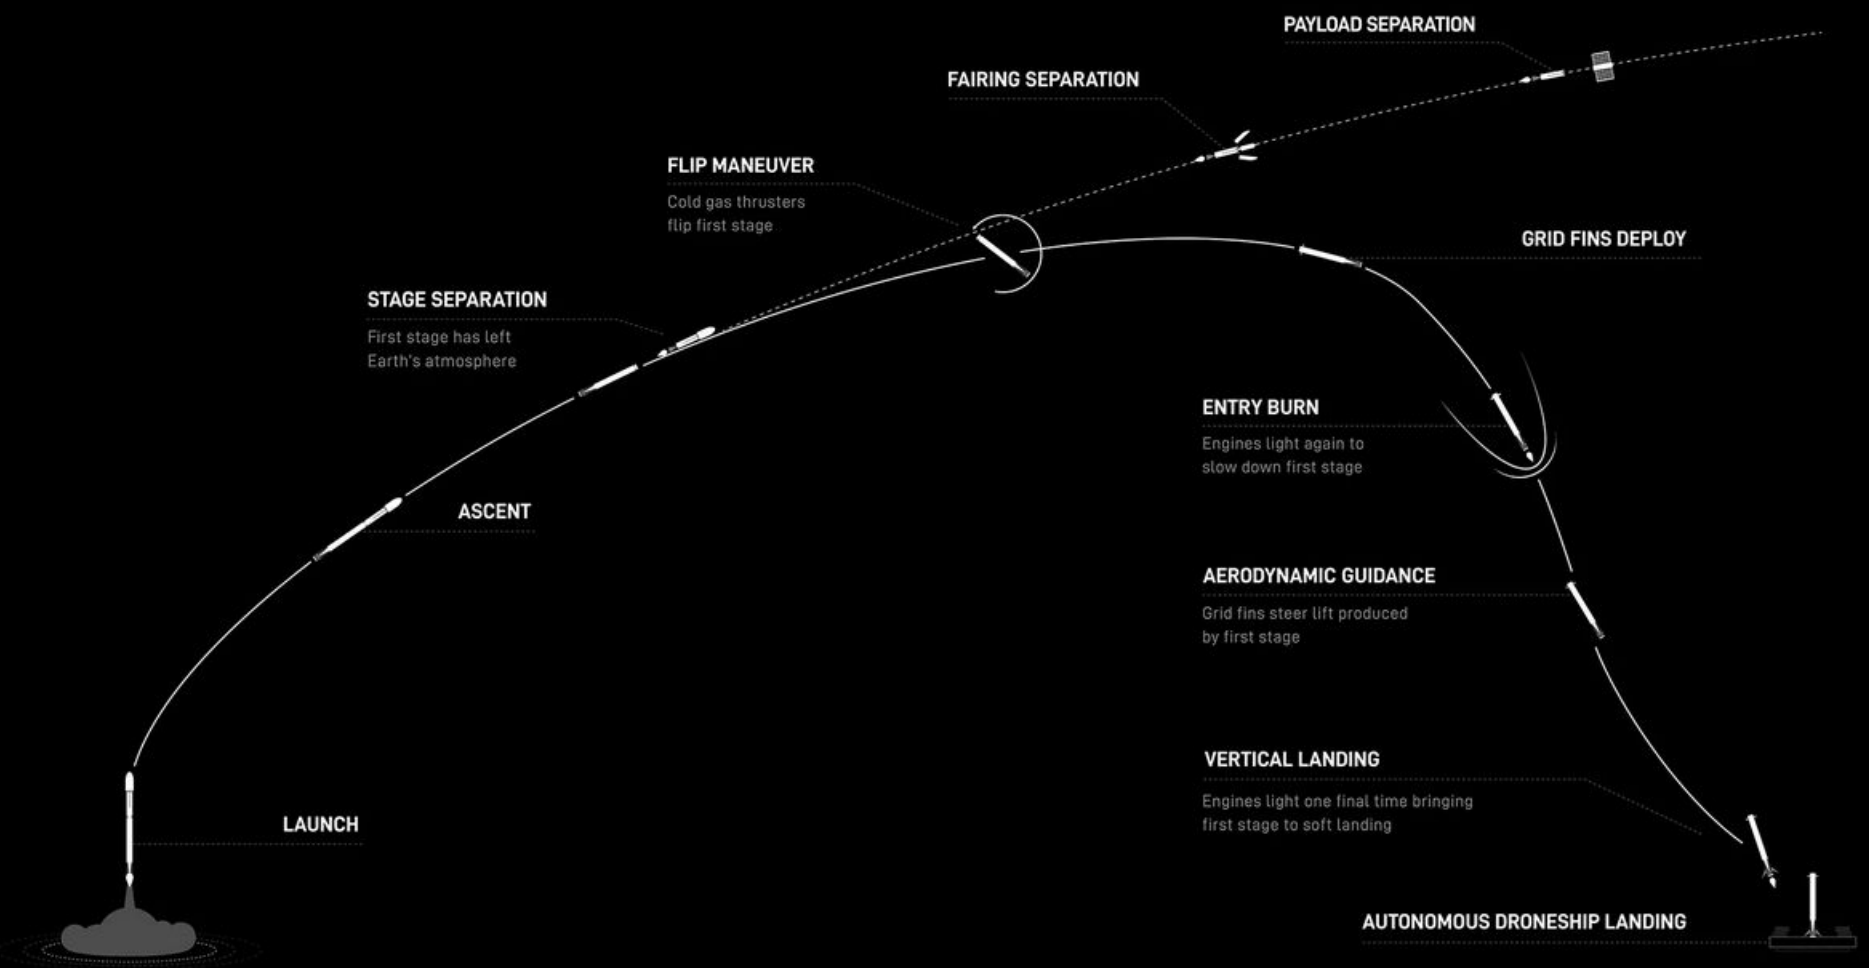 PAYLOAD SEPARATION
FAIRING SEPARATION
FLIP MANEUVER
Cold gas thrusters
flip first stage
GRID FINS DEPLOY
STAGE SEPARATION
First stage has left
Earth's atmosphere
ENTRY BURN
Engines light again to
slow down first stage
ASCENT
AERODYNAMIC GUIDANCE
Grid fins steer lift produced
by first stage
VERTICAL LANDING
Engines light one final time bringing
first stage to soft landing
LAUNCH
AUTONOMOUS DRONESHIP LANDING